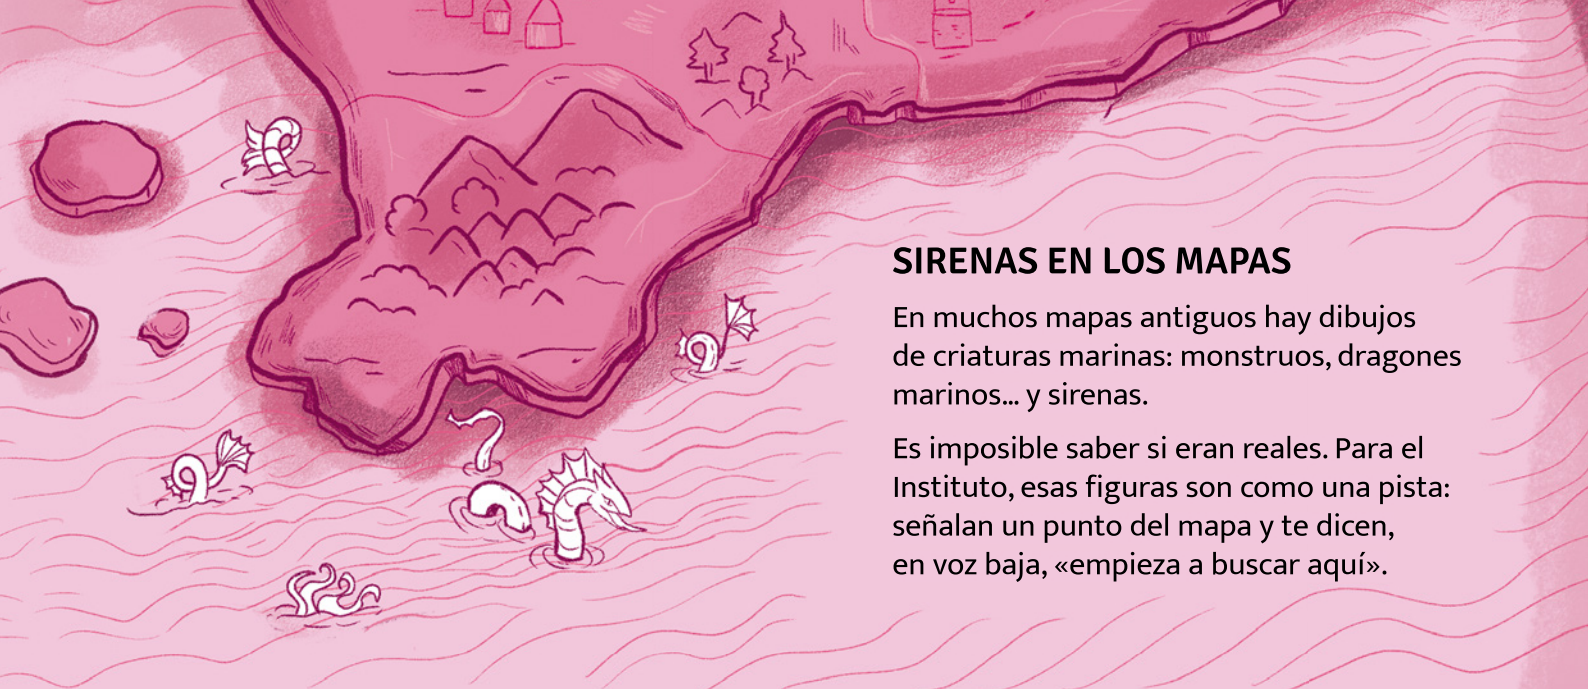 SIRENAS EN LOS MAPAS
En muchos mapas antiguos hay dibujos
de criaturas marinas: monstruos, dragones
marinos... y sirenas.
Es imposible saber si eran reales. Para el
Instituto, esas figuras son como una pista:
señalan un punto del mapa y te dicen,
en voz baja, «empieza a buscar aquí».